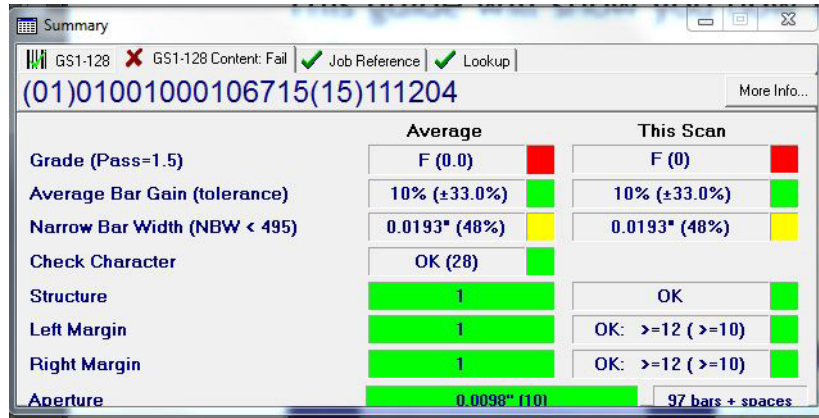 Summary
GS1-128 GS1-128 Content: Fail Job Reference Lookup
(01)01001000106715(15)111204 More Info...
Average This Scan
Grade (Pass=1.5) F (0.0) F (0)
Average Bar Gain (tolerance) 10% (±33.0%) 10% (±33.0%)
Narrow Bar Width (NBW < 495) 0.0193" (48%) 0.0193" (48%)
Check Character OK (28)
Structure 1 OK
Left Margin 1 OK: >=12 ( >=10)
Right Margin 1 OK: >=12 ( >=10)
Aperture 0.0098" (10) 97 bars + spaces